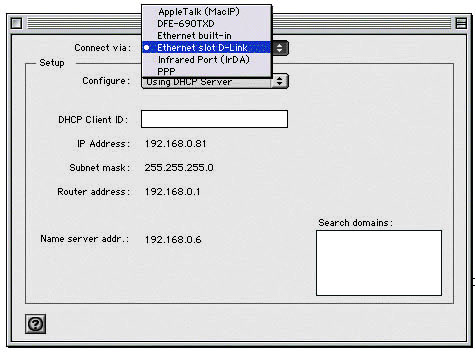 AppleTalk (MacIP)
DFE-690TXD
Ethernet built-in
Connect via: Ethernet slot D-Link
Infrared Port (IrDA)
PPP
Setup
Configure: Using DHCP Server
DHCP Client ID:
IP Address: 192.168.0.81
Subnet mask: 255.255.255.0
Router address: 192.168.0.1
Search domains:
Name server addr.: 192.168.0.6
?